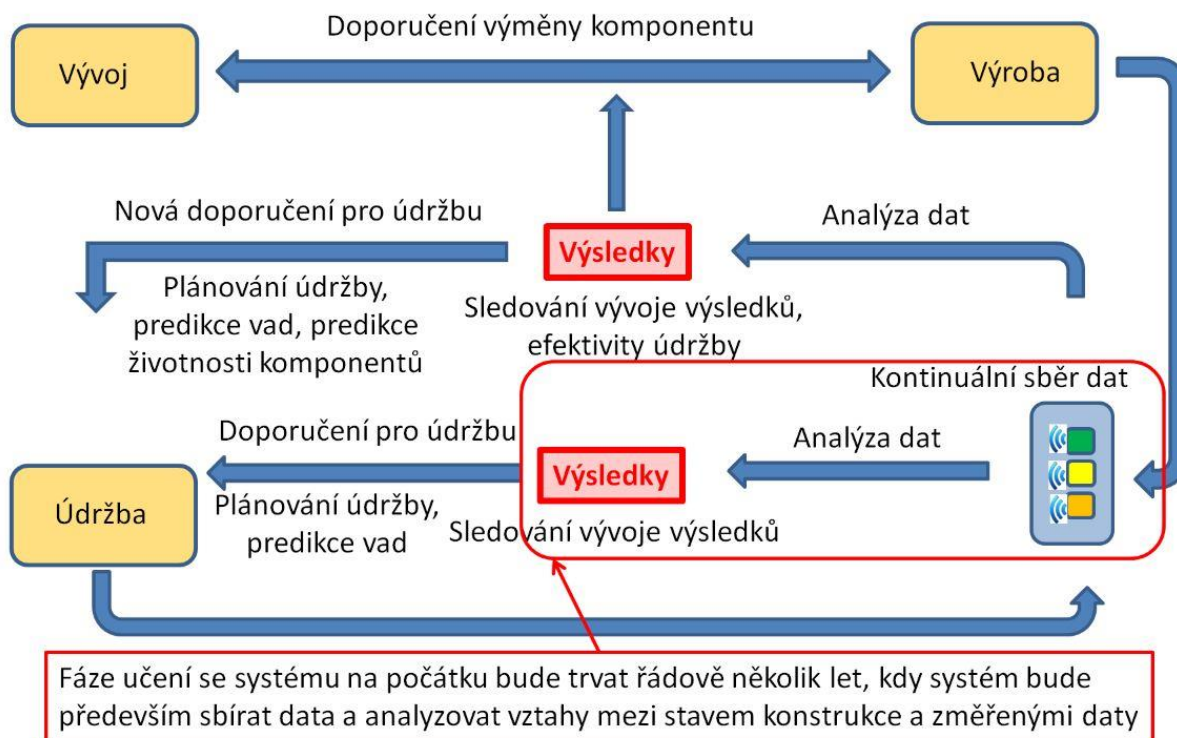 Doporučení výměny komponentu
Vývoj
Výroba
Nová doporučení pro údržbu
Analýza dat
Výsledky
Plánování údržby,
predikce vad, predikce
životnosti komponentů
Sledování vývoje výsledků,
efektivity údržby
Kontinuální sběr dat
Doporučení pro údržbu
Analýza dat
Výsledky
Údržba
Plánování údržby,
predikce vad
Sledování vývoje výsledků
Fáze učení se systému na počátku bude trvat řádově několik let, kdy systém bude
především sbírat data a analyzovat vztahy mezi stavem konstrukce a změřenými daty